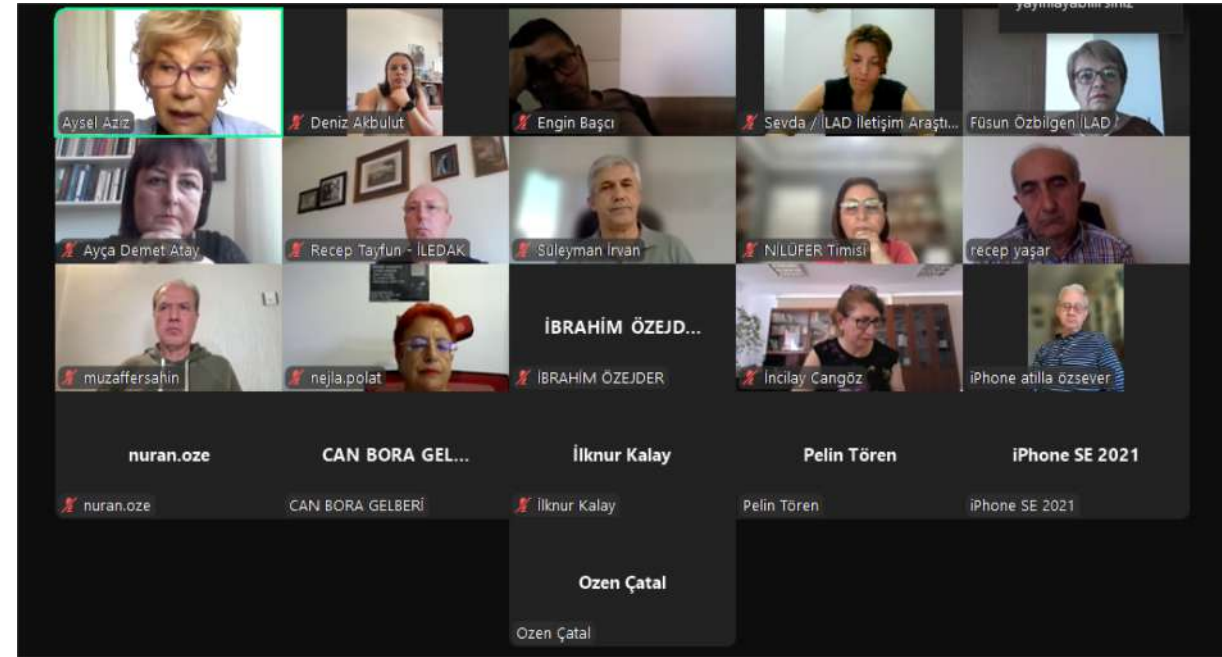 yayınlayabilirsiniz
Aysel Aziz
Deniz Akbulut
Engin Başcı
Sevda / İLAD İletişim Araştı...
Füsun Özbilgen İLAD
Ayça Demet Atay
Recep Tayfun - İLEDAK
Süleyman İrvan
NİLÜFER Timisi
recep yaşar
muzaffersahin
nejla.polat
İBRAHİM ÖZEJD...
İBRAHİM ÖZEJDER
İncilay Cangöz
iPhone atilla özsever
nuran.oze
CAN BORA GEL...
İlknur Kalay
Pelin Tören
iPhone SE 2021
nuran.oze
CAN BORA GELBERİ
İlknur Kalay
Pelin Tören
iPhone SE 2021
Ozen Çatal
Ozen Çatal